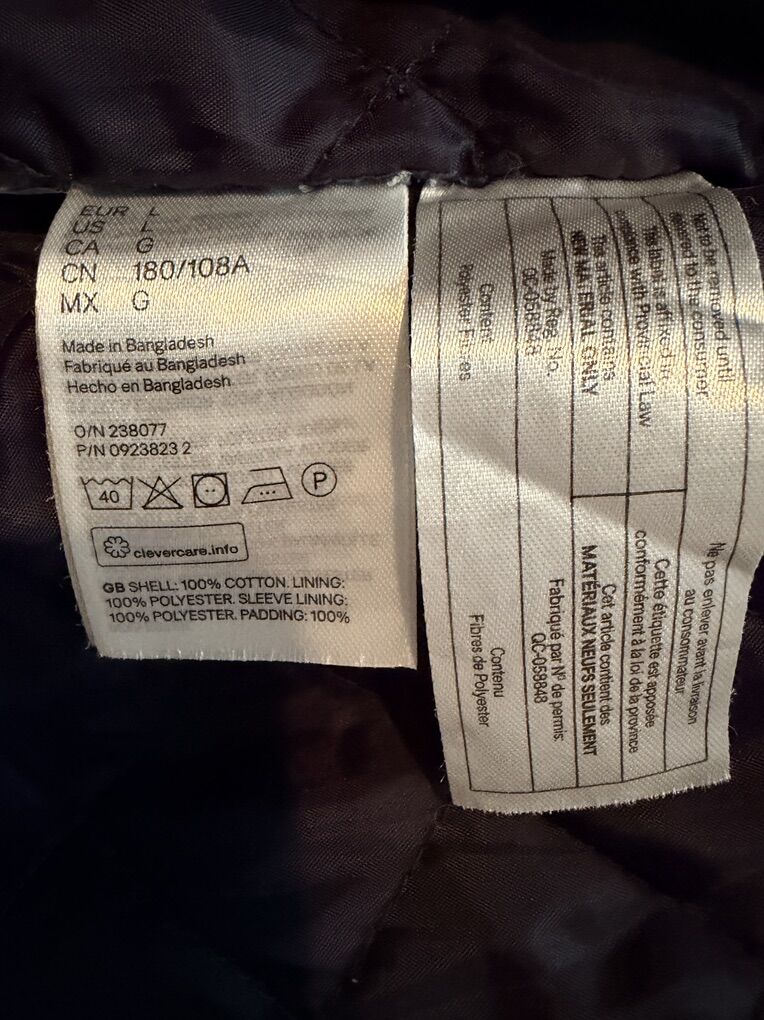 EUR L
US L
CA G
CN 180/108A
MX G
Made in Bangladesh
Fabriqué au Bangladesh
Hecho en Bangladesh
O/N 238077
P/N 0923823 2
40
P
clevercare.info
GB SHELL: 100% COTTON. LINING:
100% POLYESTER. SLEEVE LINING:
100% POLYESTER. PADDING: 100%
Not to be removed until
delivered to the consumer
This label is affixed in
compliance with Provincial Law
This article contains
NEW MATERIAL ONLY
Made by Reg. No.
QC-058848
Content
Polyester Fibres
Ne pas enlever avant la livraison
au consommateur
Cette étiquette est apposée
conformément à la loi de la province
Cet article contient des
MATÉRIAUX NEUFS SEULEMENT
Fabriqué par Nº de permis:
QC-058848
Contenu
Fibres de Polyester